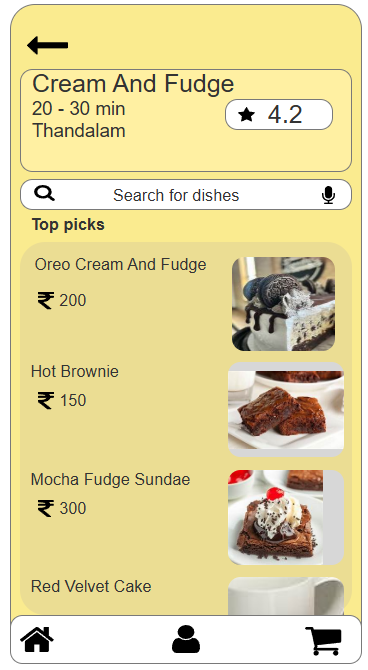 Cream And Fudge
20 - 30 min
4.2
Thandalam
Search for dishes
Top picks
Oreo Cream And Fudge
₹ 200
Hot Brownie
₹ 150
Mocha Fudge Sundae
₹ 300
Red Velvet Cake